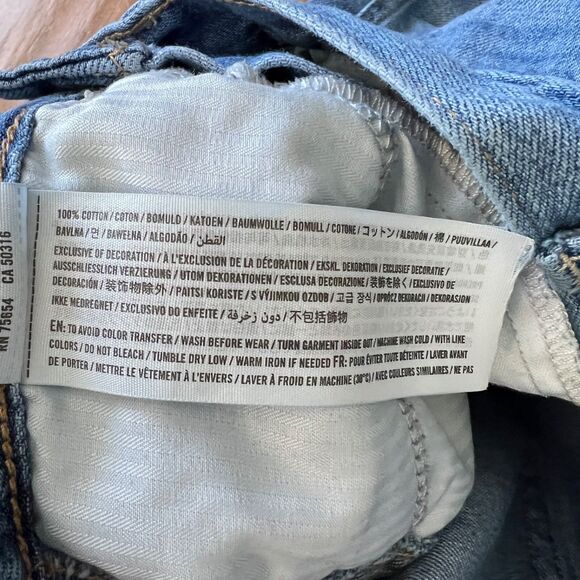 100% COTTON / COTON / BOMULD / KATOEN / BAUMWOLLE / BOMULL / COTONE / コットン / ALGODÓN / 棉 / PUUVILLAA /
BAVLNA / 면 / BAWEŁNA / ALGODÃO / القطن
EXCLUSIVE OF DECORATION / À L'EXCLUSION DE LA DÉCORATION / EKSKL. DEKORATION / EXCLUSIEF DECORATIE /
AUSSCHLIESSLICH VERZIERUNG / UTOM DEKORATIONEN / ESCLUSA DECORAZIONE / 装飾を除く / EXCLUSIVO DE
DECORACIÓN / 装饰物除外 / PAITSI KORISTE / S VÝJIMKOU OZDOB / 고급 장식 / OPRÓCZ DEKORACJI / DEKORASJON
IKKE MEDREGNET / EXCLUSIVO DO ENFEITE / دون زخرفة / 不包括飾物
EN: TO AVOID COLOR TRANSFER / WASH BEFORE WEAR / TURN GARMENT INSIDE OUT / MACHINE WASH COLD / WITH LIKE
COLORS / DO NOT BLEACH / TUMBLE DRY LOW / WARM IRON IF NEEDED FR: POUR ÉVITER TOUTE DÉTEINTE / LAVER AVANT
DE PORTER / METTRE LE VÊTEMENT À L'ENVERS / LAVER À FROID EN MACHINE (30°C) / AVEC COULEURS SIMILAIRES / NE PAS
RN 75654 CA 50316